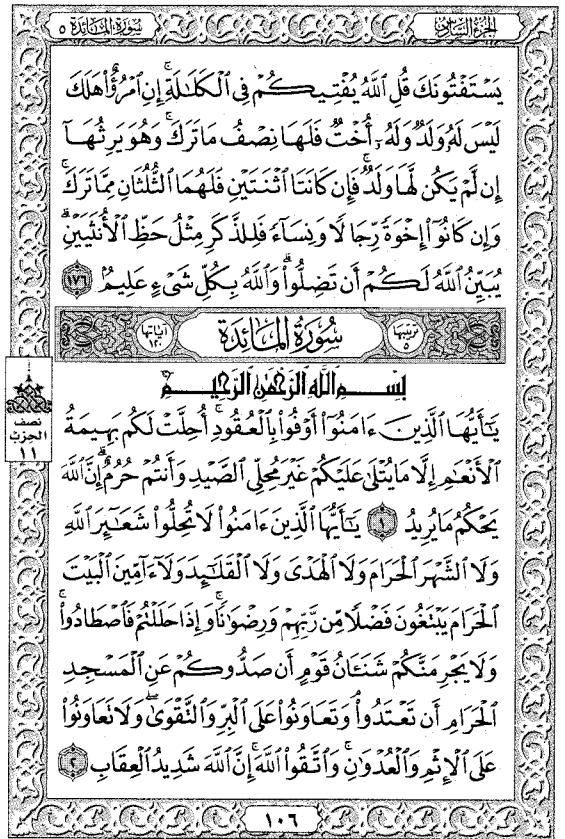 سورة المائدة ٥
الجزء السادس
يَسْتَفْتُونَكَ قُلِ ٱللَّهُ يُفْتِيكُمْ فِى ٱلْكَلَـٰلَةِ ۚ إِنِ ٱمْرُؤٌا۟ هَلَكَ
لَيْسَ لَهُۥ وَلَدٌ وَلَهُۥٓ أُخْتٌ فَلَهَا نِصْفُ مَا تَرَكَ ۚ وَهُوَ يَرِثُهَآ
إِن لَّمْ يَكُن لَّهَا وَلَدٌ ۚ فَإِن كَانَتَا ٱثْنَتَيْنِ فَلَهُمَا ٱلثُّلُثَانِ مِمَّا تَرَكَ ۚ
وَإِن كَانُوٓا۟ إِخْوَةً رِّجَالًا وَنِسَآءً فَلِلذَّكَرِ مِثْلُ حَظِّ ٱلْأُنثَيَيْنِ ۗ
يُبَيِّنُ ٱللَّهُ لَكُمْ أَن تَضِلُّوا۟ ۗ وَٱللَّهُ بِكُلِّ شَىْءٍ عَلِيمٌۢ ١٧٦
ترتيبها ٥
سُورَةُ المَائِدَة
آياتها ١٢٠
بِسْمِ ٱللَّهِ ٱلرَّحْمَـٰنِ ٱلرَّحِيمِ
يَـٰٓأَيُّهَا ٱلَّذِينَ ءَامَنُوٓا۟ أَوْفُوا۟ بِٱلْعُقُودِ ۚ أُحِلَّتْ لَكُم بَهِيمَةُ
ٱلْأَنْعَـٰمِ إِلَّا مَا يُتْلَىٰ عَلَيْكُمْ غَيْرَ مُحِلِّى ٱلصَّيْدِ وَأَنتُمْ حُرُمٌ ۗ إِنَّ ٱللَّهَ
يَحْكُمُ مَا يُرِيدُ ١ يَـٰٓأَيُّهَا ٱلَّذِينَ ءَامَنُوا۟ لَا تُحِلُّوا۟ شَعَـٰٓئِرَ ٱللَّهِ
وَلَا ٱلشَّهْرَ ٱلْحَرَامَ وَلَا ٱلْهَدْىَ وَلَا ٱلْقَلَـٰٓئِدَ وَلَآ ءَآمِّينَ ٱلْبَيْتَ
ٱلْحَرَامَ يَبْتَغُونَ فَضْلًا مِّن رَّبِّهِمْ وَرِضْوَٰنًا ۚ وَإِذَا حَلَلْتُمْ فَٱصْطَادُوا۟ ۚ
وَلَا يَجْرِمَنَّكُمْ شَنَـَٔانُ قَوْمٍ أَن صَدُّوكُمْ عَنِ ٱلْمَسْجِدِ
ٱلْحَرَامِ أَن تَعْتَدُوا۟ ۘ وَتَعَاوَنُوا۟ عَلَى ٱلْبِرِّ وَٱلتَّقْوَىٰ ۖ وَلَا تَعَاوَنُوا۟
عَلَى ٱلْإِثْمِ وَٱلْعُدْوَٰنِ ۚ وَٱتَّقُوا۟ ٱللَّهَ ۖ إِنَّ ٱللَّهَ شَدِيدُ ٱلْعِقَابِ ٢
نصف
الحزب
١١
١٠٦